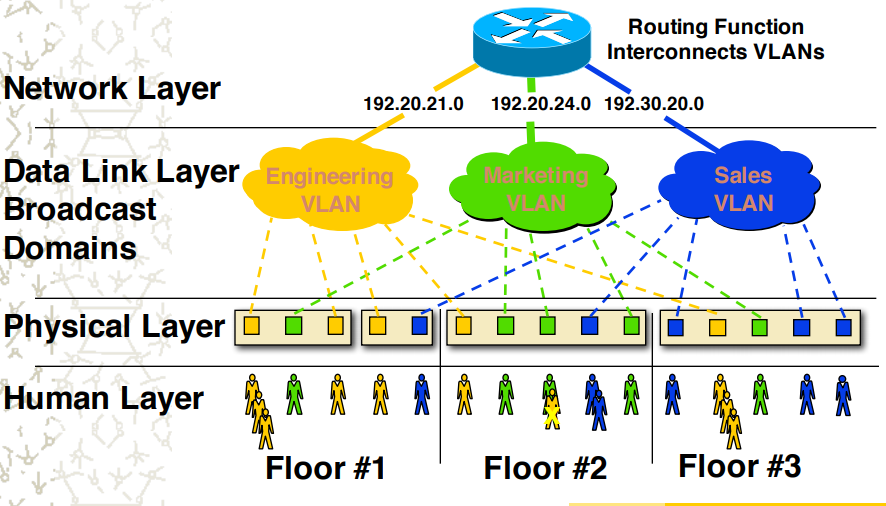 Routing Function
Interconnects VLANs
Network Layer
192.20.21.0
192.20.24.0
192.30.20.0
Data Link Layer
Broadcast
Domains
Engineering
VLAN
Marketing
VLAN
Sales
VLAN
Physical Layer
Human Layer
Floor #1
Floor #2
Floor #3